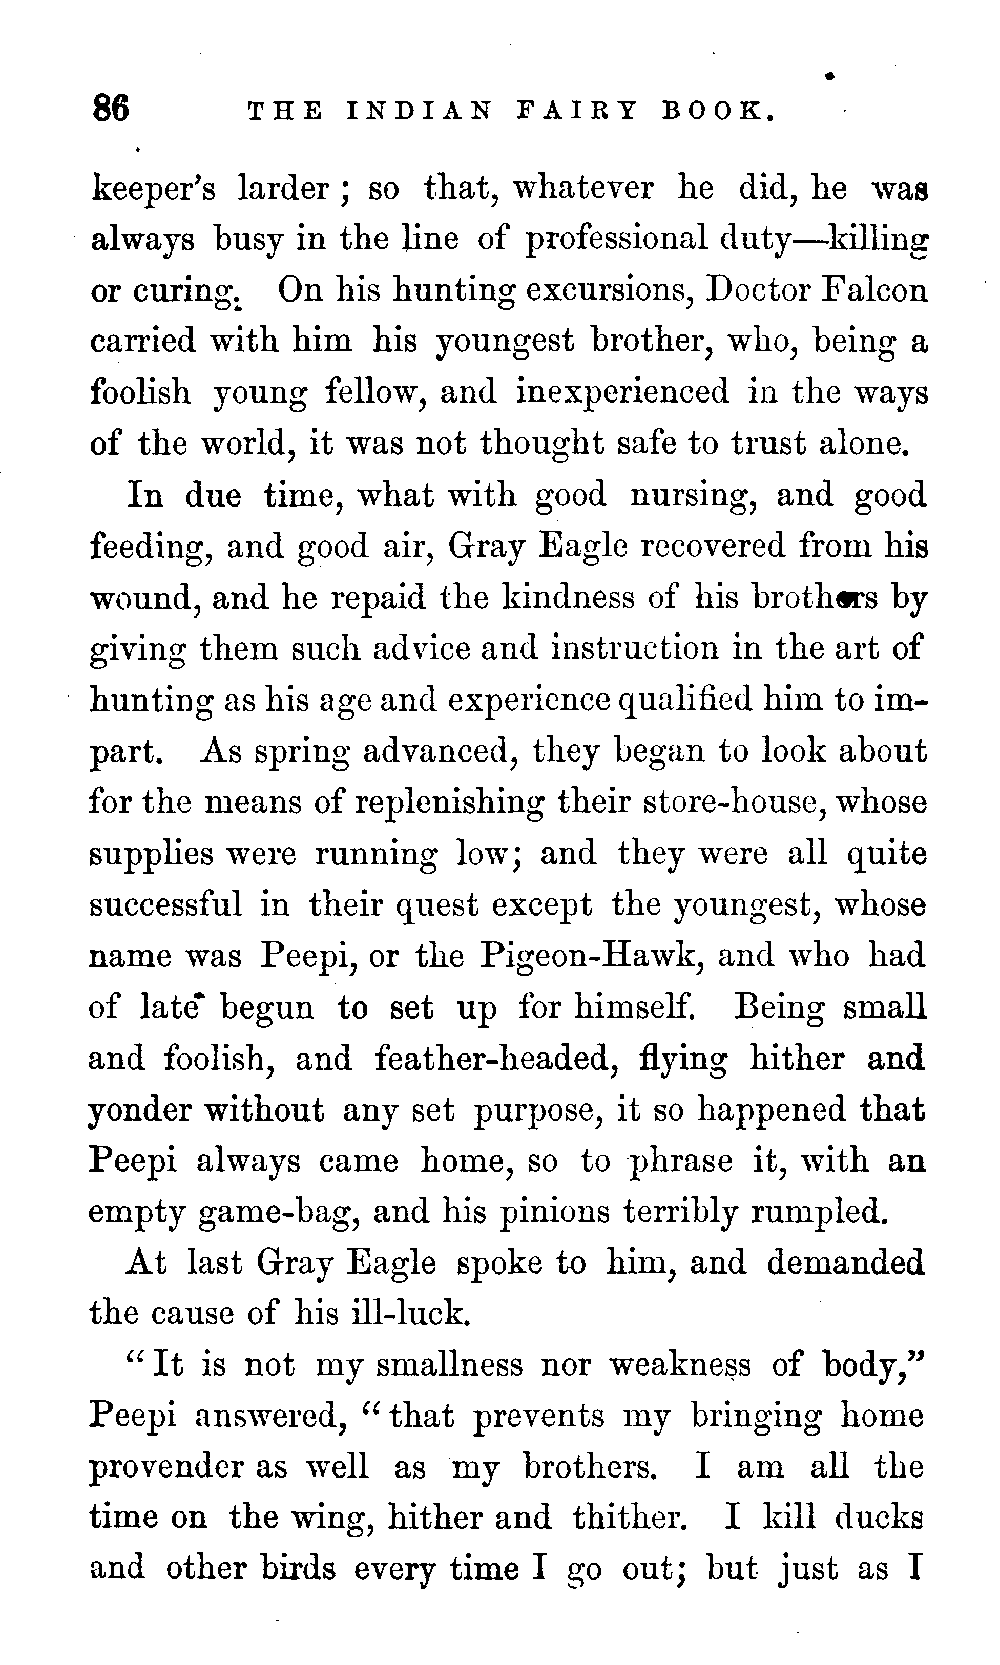 86 THE INDIAN FAIRY BOOK.
keeper's larder; so that, whatever he did, he was
always busy in the line of professional duty—killing
or curing. On his hunting excursions, Doctor Falcon
carried with him his youngest brother, who, being a
foolish young fellow, and inexperienced in the ways
of the world, it was not thought safe to trust alone.
In due time, what with good nursing, and good
feeding, and good air, Gray Eagle recovered from his
wound, and he repaid the kindness of his brothers by
giving them such advice and instruction in the art of
hunting as his age and experience qualified him to im-
part. As spring advanced, they began to look about
for the means of replenishing their store-house, whose
supplies were running low; and they were all quite
successful in their quest except the youngest, whose
name was Peepi, or the Pigeon-Hawk, and who had
of late begun to set up for himself. Being small
and foolish, and feather-headed, flying hither and
yonder without any set purpose, it so happened that
Peepi always came home, so to phrase it, with an
empty game-bag, and his pinions terribly rumpled.
At last Gray Eagle spoke to him, and demanded
the cause of his ill-luck.
"It is not my smallness nor weakness of body,"
Peepi answered, "that prevents my bringing home
provender as well as my brothers. I am all the
time on the wing, hither and thither. I kill ducks
and other birds every time I go out; but just as I